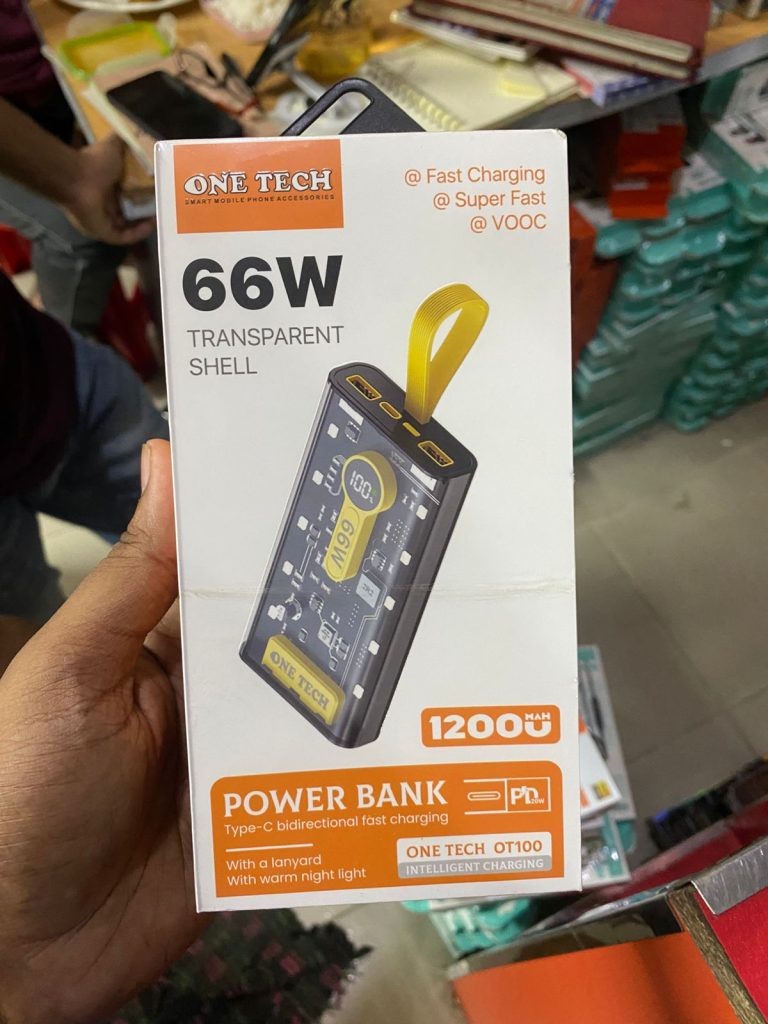 ONE TECH
SMART MOBILE PHONE ACCESSORIES
@ Fast Charging
@ Super Fast
@ VOOC
66W
TRANSPARENT
SHELL
100%
66W
2R2
ONE TECH
12000 MAH
POWER BANK
Type-C bidirectional fast charging
PD 20W
With a lanyard
With warm night light
ONE TECH OT100
INTELLIGENT CHARGING